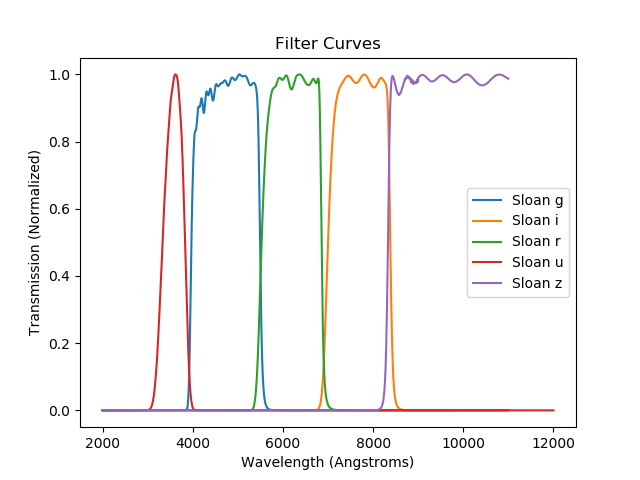 Filter Curves
Transmission (Normalized)
1.0
0.8
0.6
0.4
0.2
0.0
Sloan g
Sloan i
Sloan r
Sloan u
Sloan z
2000 4000 6000 8000 10000 12000
Wavelength (Angstroms)